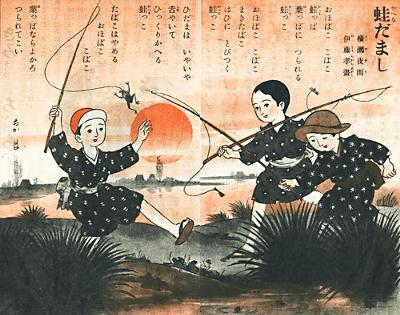 蛙だまし
横瀬夜雨
伊藤孝畫
おほばこ こばこ
蛙っぱ
葉っぱに つられる
蛙っこ
おほばこ こばこ
まきたばこ
はひに とびつく
蛙っこ
ひだまは いやいや
舌やいて
ひっくりかへる
蛙っこ
たばこはやめる
おほばこ こばこ
葉っぱならよかろ
つられてこい